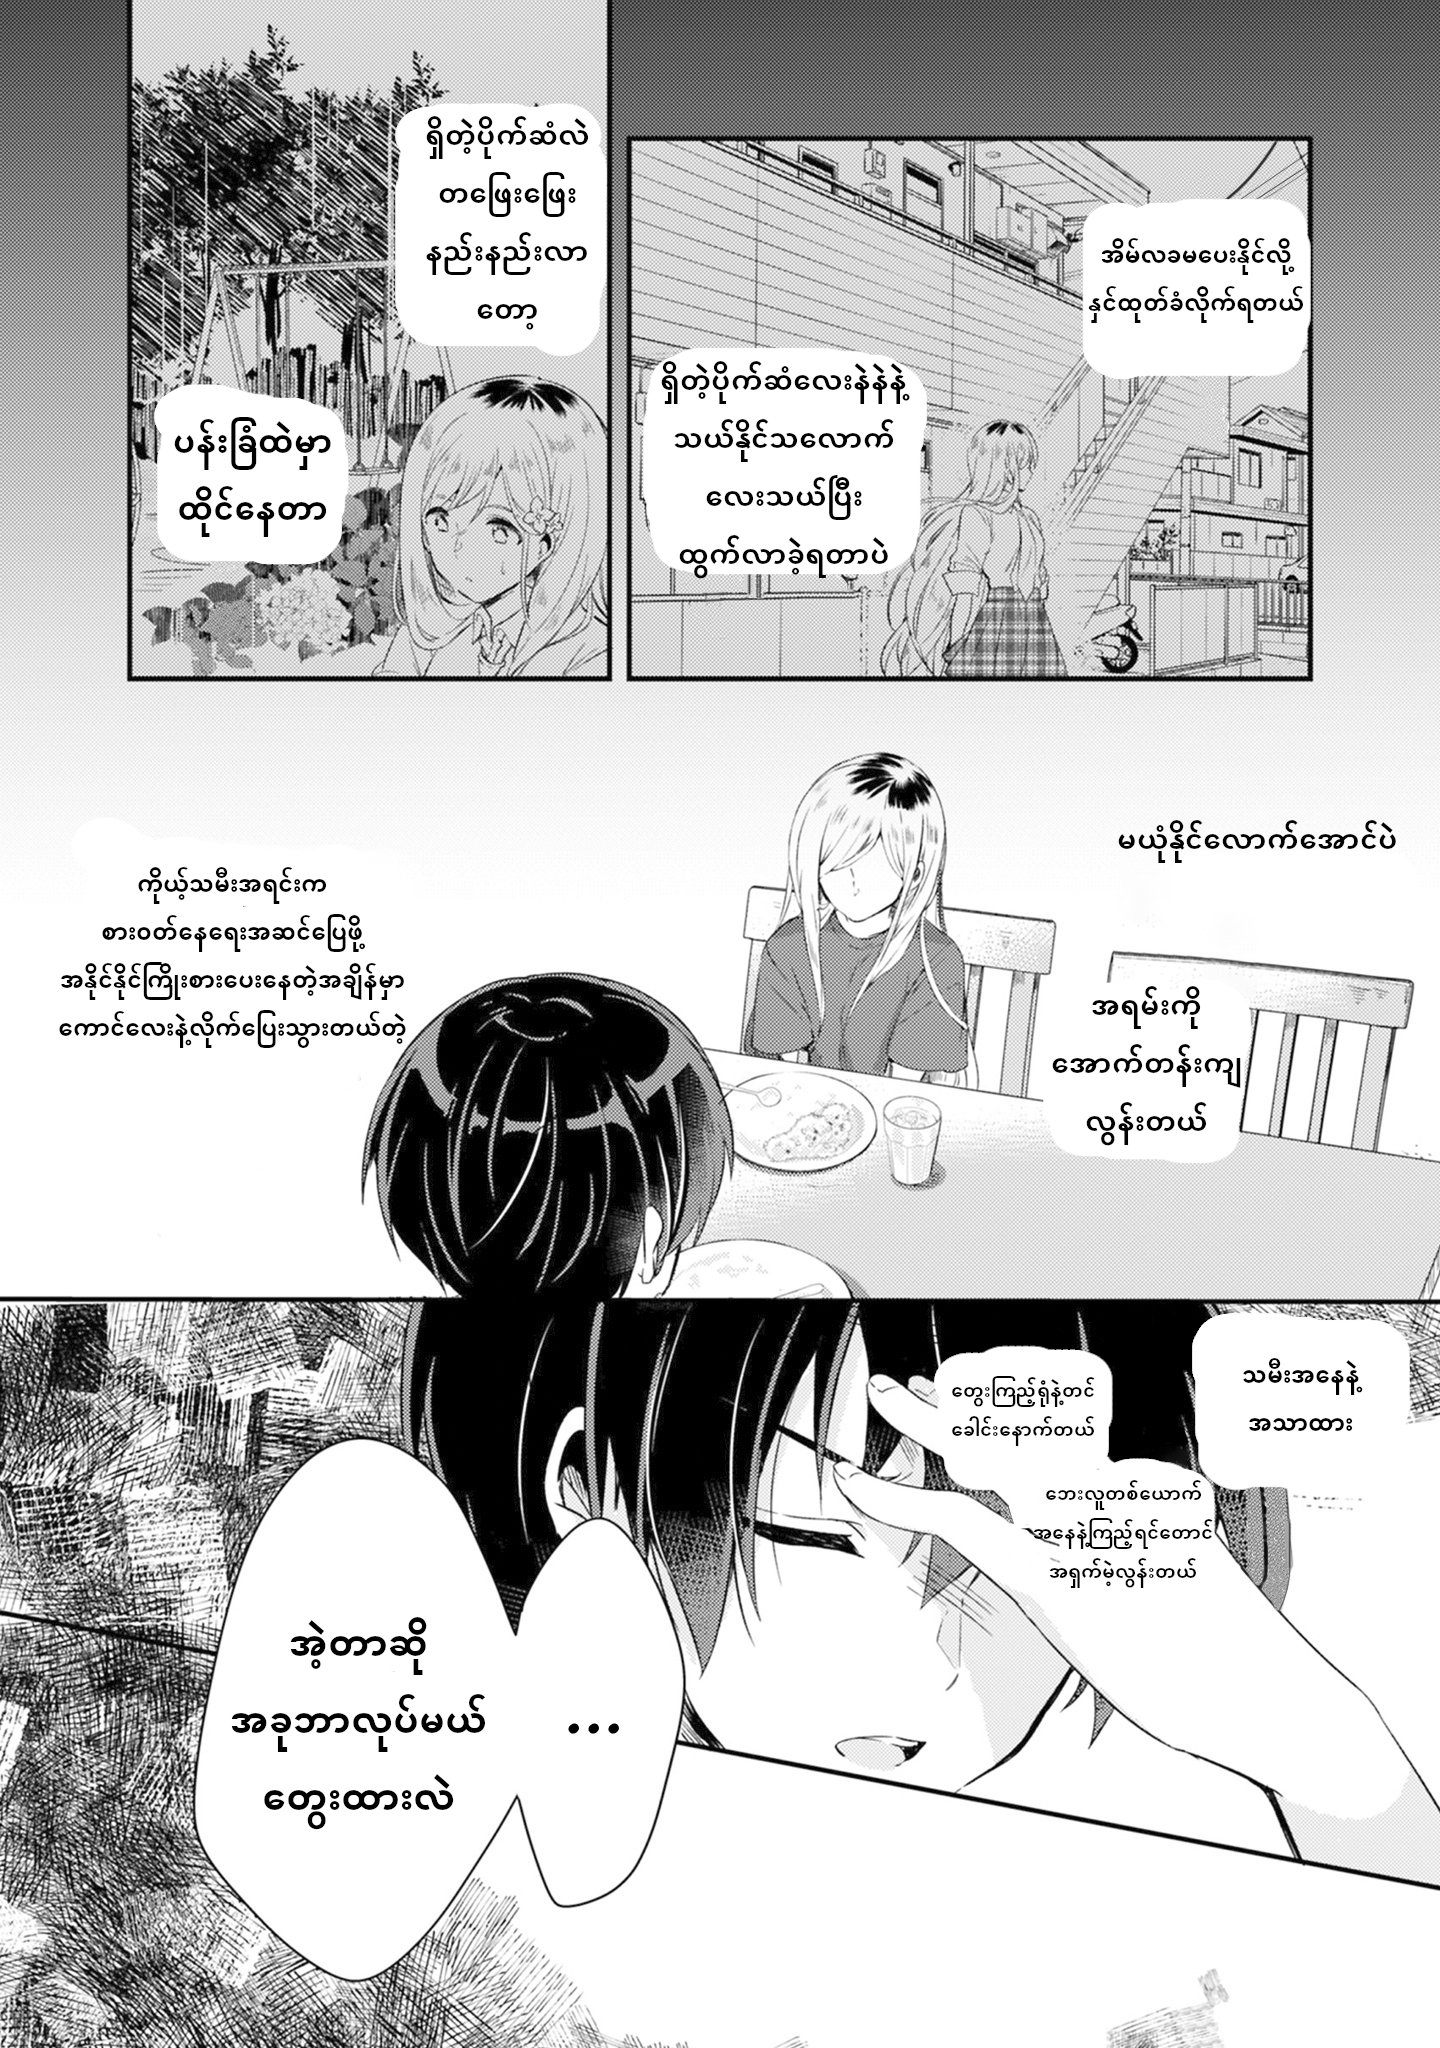 အိမ်လခမပေးနိုင်လို့
နှင်ထုတ်ခံလိုက်ရတယ်
ရှိတဲ့ပိုက်ဆံလေးနဲနဲနဲ့
သယ်နိုင်သလောက်
လေးသယ်ပြီး
ထွက်လာခဲ့ရတာပဲ
ရှိတဲ့ပိုက်ဆံလဲ
တဖြေးဖြေး
နည်းနည်းလာ
တော့
ပန်းခြံထဲမှာ
ထိုင်နေတာ
မယုံနိုင်လောက်အောင်ပဲ
အရမ်းကို
အောက်တန်းကျ
လွန်းတယ်
ကိုယ့်သမီးအရင်းက
စားဝတ်နေရေးအဆင်ပြေဖို့
အနိုင်နိုင်ကြိုးစားပေးနေတဲ့အချိန်မှာ
ကောင်လေးနဲ့လိုက်ပြေးသွားတယ်တဲ့
သမီးအနေနဲ့
အသာထား
တွေးကြည့်ရုံနဲ့တင်
ခေါင်းနောက်တယ်
ဘေးလူတစ်ယောက်
အနေနဲ့ကြည့်ရင်တောင်
အရှက်မဲ့လွန်းတယ်
...
အဲ့တာဆို
အခုဘာလုပ်မယ်
တွေးထားလဲ